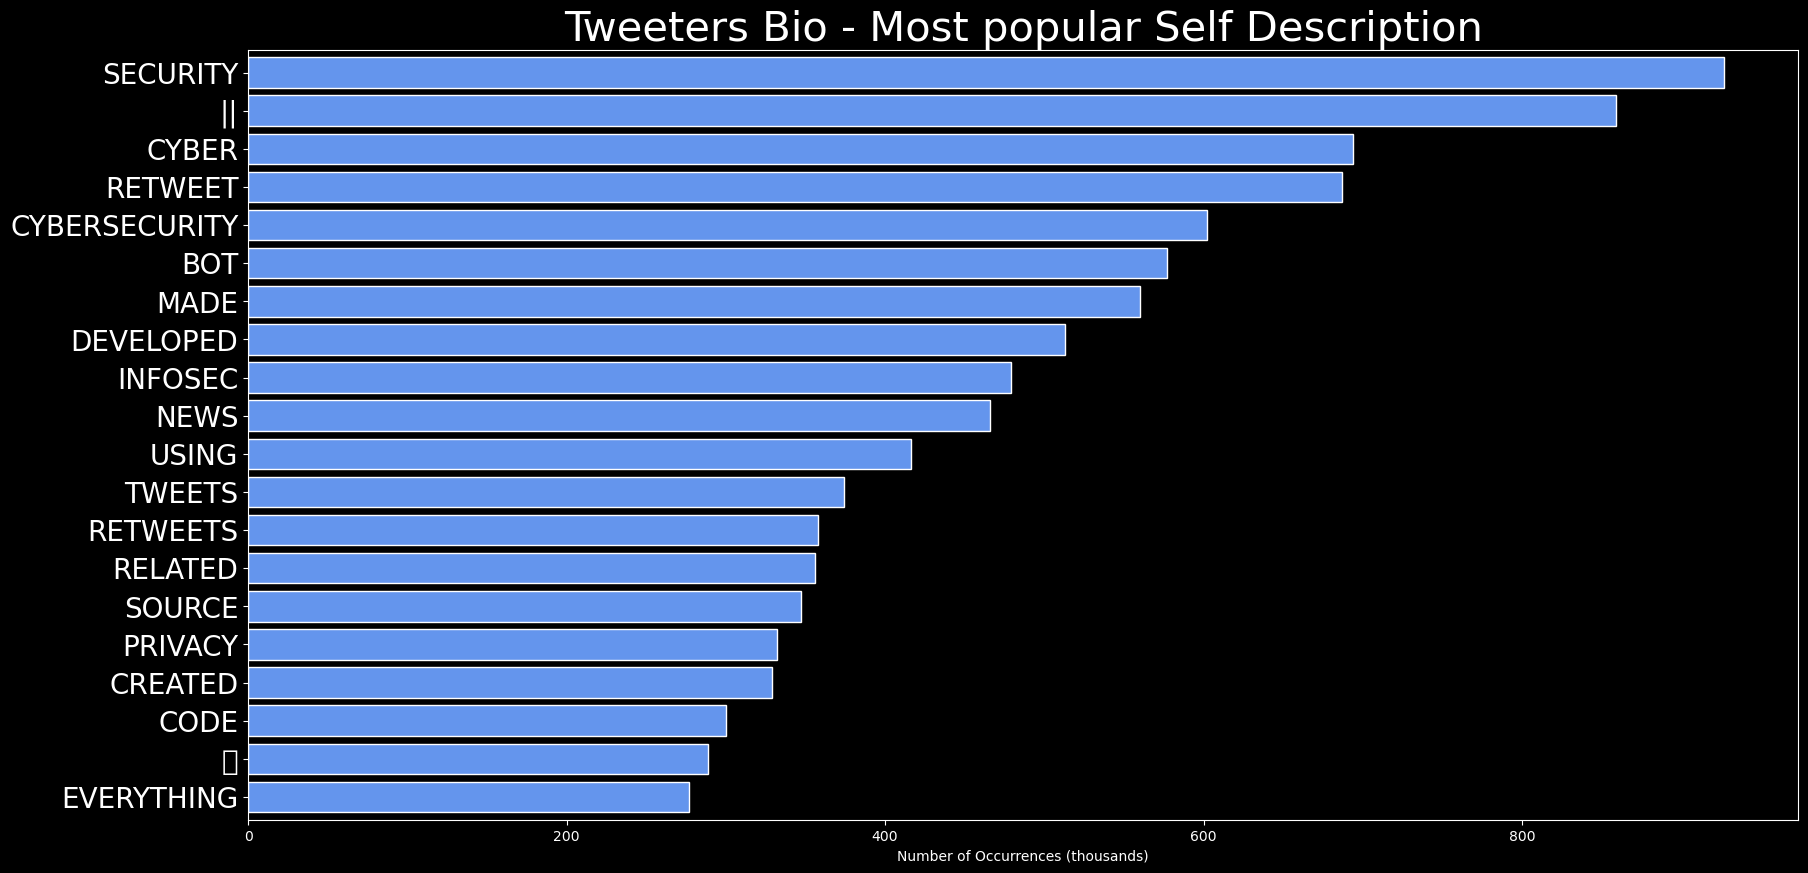 Tweeters Bio - Most popular Self Description
SECURITY
||
CYBER
RETWEET
CYBERSECURITY
BOT
MADE
DEVELOPED
INFOSEC
NEWS
USING
TWEETS
RETWEETS
RELATED
SOURCE
PRIVACY
CREATED
CODE
EVERYTHING
0 200 400 600 800
Number of Occurrences (thousands)